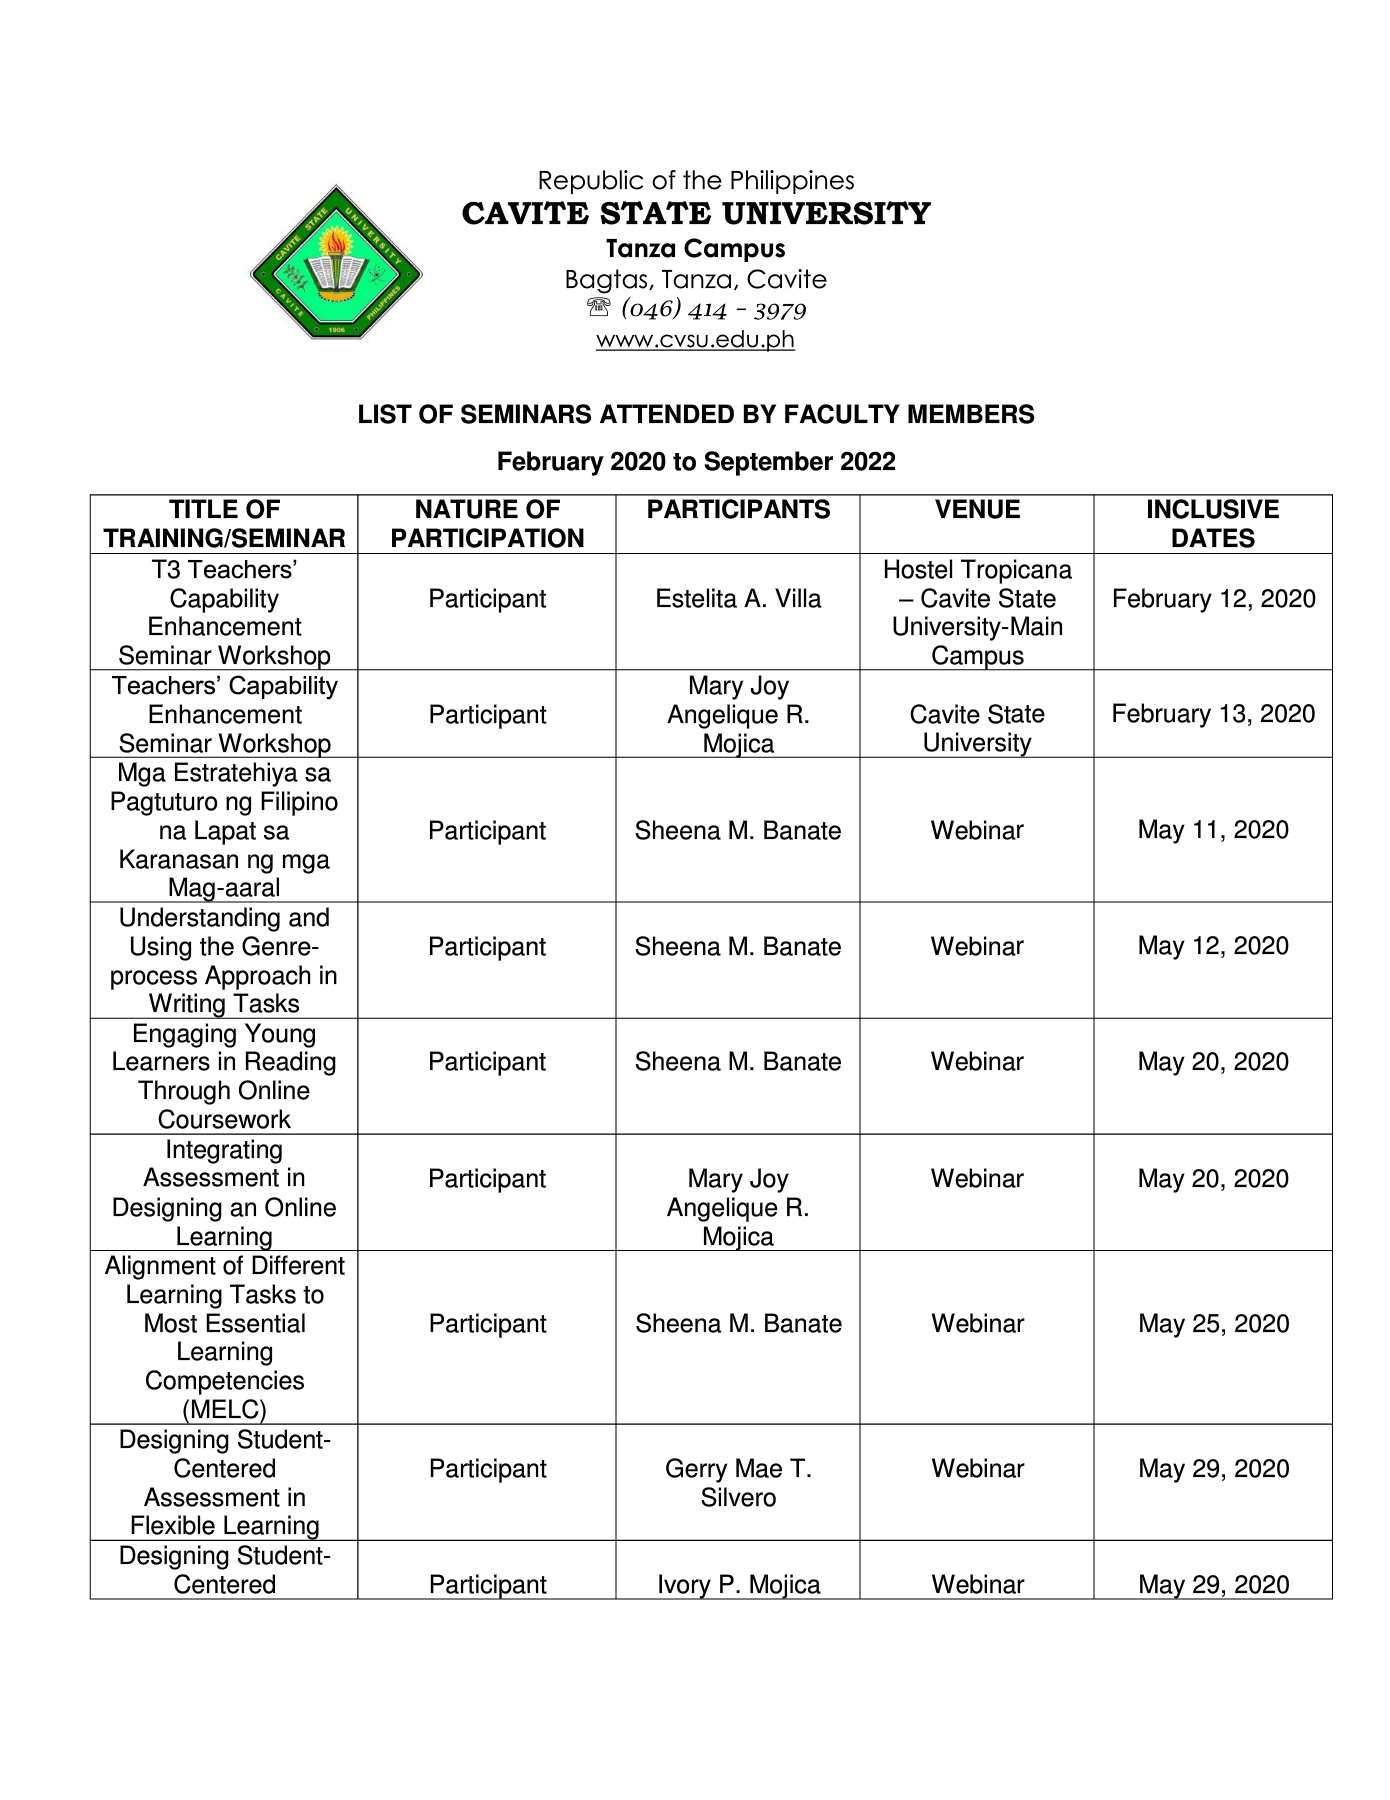 Republic of the Philippines
CAVITE STATE UNIVERSITY
Tanza Campus
Bagtas, Tanza, Cavite
☏ (046) 414 - 3979
www.cvsu.edu.ph
CAVITE STATE UNIVERSITY
CAVITE PHILIPPINES
1906
LIST OF SEMINARS ATTENDED BY FACULTY MEMBERS
February 2020 to September 2022
TITLE OF
TRAINING/SEMINAR
NATURE OF
PARTICIPATION
PARTICIPANTS
VENUE
INCLUSIVE
DATES
T3 Teachers’
Capability
Enhancement
Seminar Workshop
Participant
Estelita A. Villa
Hostel Tropicana
– Cavite State
University-Main
Campus
February 12, 2020
Teachers’ Capability
Enhancement
Seminar Workshop
Participant
Mary Joy
Angelique R.
Mojica
Cavite State
University
February 13, 2020
Mga Estratehiya sa
Pagtuturo ng Filipino
na Lapat sa
Karanasan ng mga
Mag-aaral
Participant
Sheena M. Banate
Webinar
May 11, 2020
Understanding and
Using the Genre-
process Approach in
Writing Tasks
Participant
Sheena M. Banate
Webinar
May 12, 2020
Engaging Young
Learners in Reading
Through Online
Coursework
Participant
Sheena M. Banate
Webinar
May 20, 2020
Integrating
Assessment in
Designing an Online
Learning
Participant
Mary Joy
Angelique R.
Mojica
Webinar
May 20, 2020
Alignment of Different
Learning Tasks to
Most Essential
Learning
Competencies
(MELC)
Participant
Sheena M. Banate
Webinar
May 25, 2020
Designing Student-
Centered
Assessment in
Flexible Learning
Participant
Gerry Mae T.
Silvero
Webinar
May 29, 2020
Designing Student-
Centered
Participant
Ivory P. Mojica
Webinar
May 29, 2020